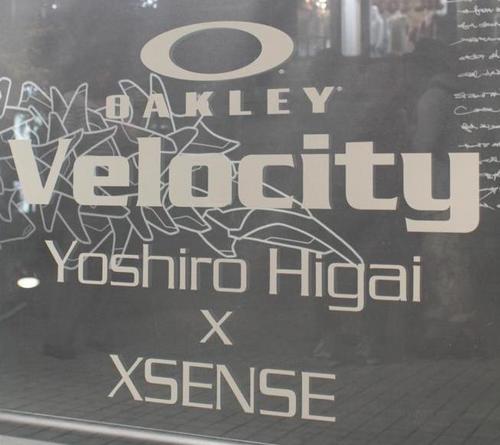 OAKLEY
Velocity
Yoshiro Higai
X
XSENSE